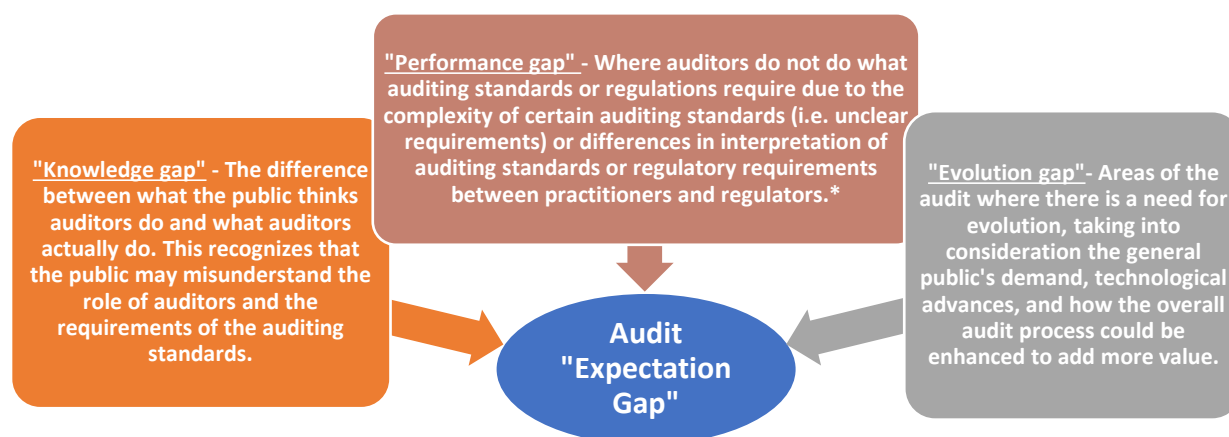 "Performance gap" - Where auditors do not do what
auditing standards or regulations require due to the
complexity of certain auditing standards (i.e. unclear
requirements) or differences in interpretation of
auditing standards or regulatory requirements
between practitioners and regulators.*
"Knowledge gap" - The difference
between what the public thinks
auditors do and what auditors
actually do. This recognizes that
the public may misunderstand the
role of auditors and the
requirements of the auditing
standards.
"Evolution gap"- Areas of the
audit where there is a need for
evolution, taking into
consideration the general
public's demand, technological
advances, and how the overall
audit process could be
enhanced to add more value.
Audit
"Expectation
Gap"